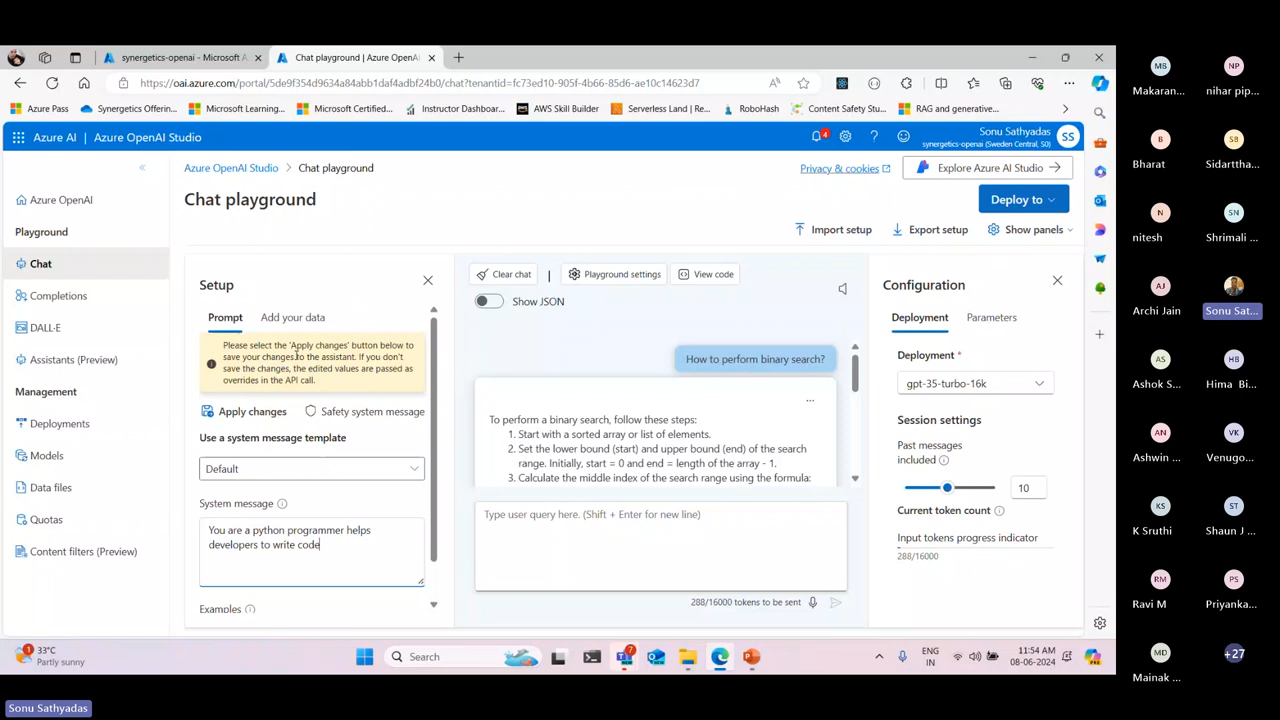 synergetics-openai - Microsoft A...
Chat playground | Azure OpenAI
https://oai.azure.com/portal/5de9f354d9634a84abb1daf4adbf24b0/chat?tenantid=fc73ed10-905f-4b66-85d6-ae10c14623d7
Azure Pass
Synergetics Offerin...
Microsoft Learning...
Microsoft Certified...
Instructor Dashboar...
AWS Skill Builder
Serverless Land | Re...
RoboHash
Content Safety Stu...
RAG and generative...
Azure AI | Azure OpenAI Studio
4
Sonu Sathyadas
synergetics-openai (Sweden Central, S0)
SS
Azure OpenAI
Playground
Chat
Completions
DALL·E
Assistants (Preview)
Management
Deployments
Models
Data files
Quotas
Content filters (Preview)
Azure OpenAI Studio > Chat playground
Privacy & cookies
Explore Azure AI Studio
Chat playground
Deploy to
Import setup
Export setup
Show panels
Setup
Prompt
Add your data
Please select the 'Apply changes' button below to
save your changes to the assistant. If you don't
save the changes, the edited values are passed as
overrides in the API call.
Apply changes
Safety system message
Use a system message template
Default
System message
You are a python programmer helps
developers to write code
Examples
Clear chat
Playground settings
View code
Show JSON
How to perform binary search?
...
To perform a binary search, follow these steps:
1. Start with a sorted array or list of elements.
2. Set the lower bound (start) and upper bound (end) of the search
range. Initially, start = 0 and end = length of the array - 1.
3. Calculate the middle index of the search range using the formula:
Type user query here. (Shift + Enter for new line)
288/16000 tokens to be sent
Configuration
Deployment
Parameters
Deployment *
gpt-35-turbo-16k
Session settings
Past messages
included
10
Current token count
Input tokens progress indicator
288/16000
1
33°C
Partly sunny
Search
7
ENG
IN
11:54 AM
08-06-2024
Sonu Sathyadas
MB
Makaran...
NP
nihar pip...
B
Bharat
SB
Sidarttha...
N
nitesh
SN
Shrimali ...
AJ
Archi Jain
Sonu Sat...
AS
Ashok S...
HB
Hima Bi...
AN
Ashwin ...
VK
Venugo...
KS
K Sruthi
ST
Shaun J ...
RM
Ravi M
PS
Priyanka...
MD
Mainak ...
+27